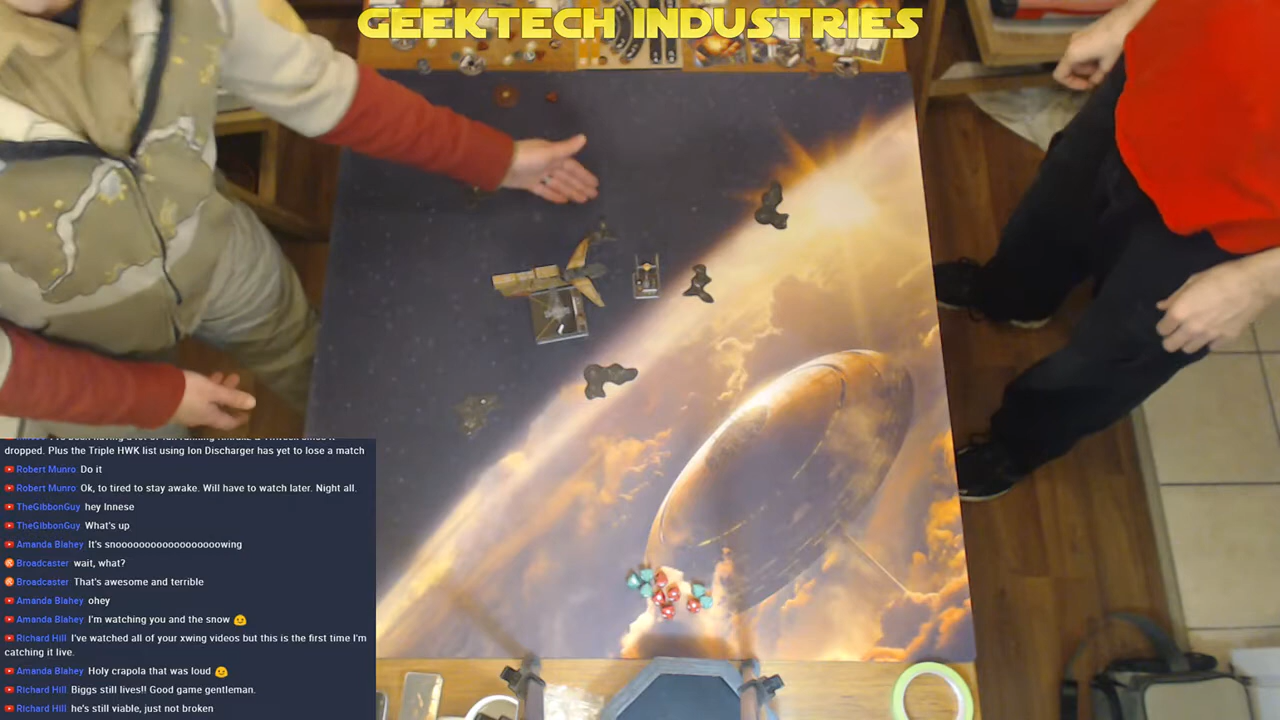 GEEKTECH INDUSTRIES
dropped. Plus the Triple HWK list using Ion Discharger has yet to lose a match
Robert Munro Do it
Robert Munro Ok, to tired to stay awake. Will have to watch later. Night all.
TheGibbonGuy hey Innese
TheGibbonGuy What's up
Amanda Blahey It's snooooooooooooooooowing
Broadcaster wait, what?
Broadcaster That's awesome and terrible
Amanda Blahey ohey
Amanda Blahey I'm watching you and the snow
Richard Hill I've watched all of your xwing videos but this is the first time I'm
catching it live.
Amanda Blahey Holy crapola that was loud
Richard Hill Biggs still lives!! Good game gentleman.
Richard Hill he's still viable, just not broken